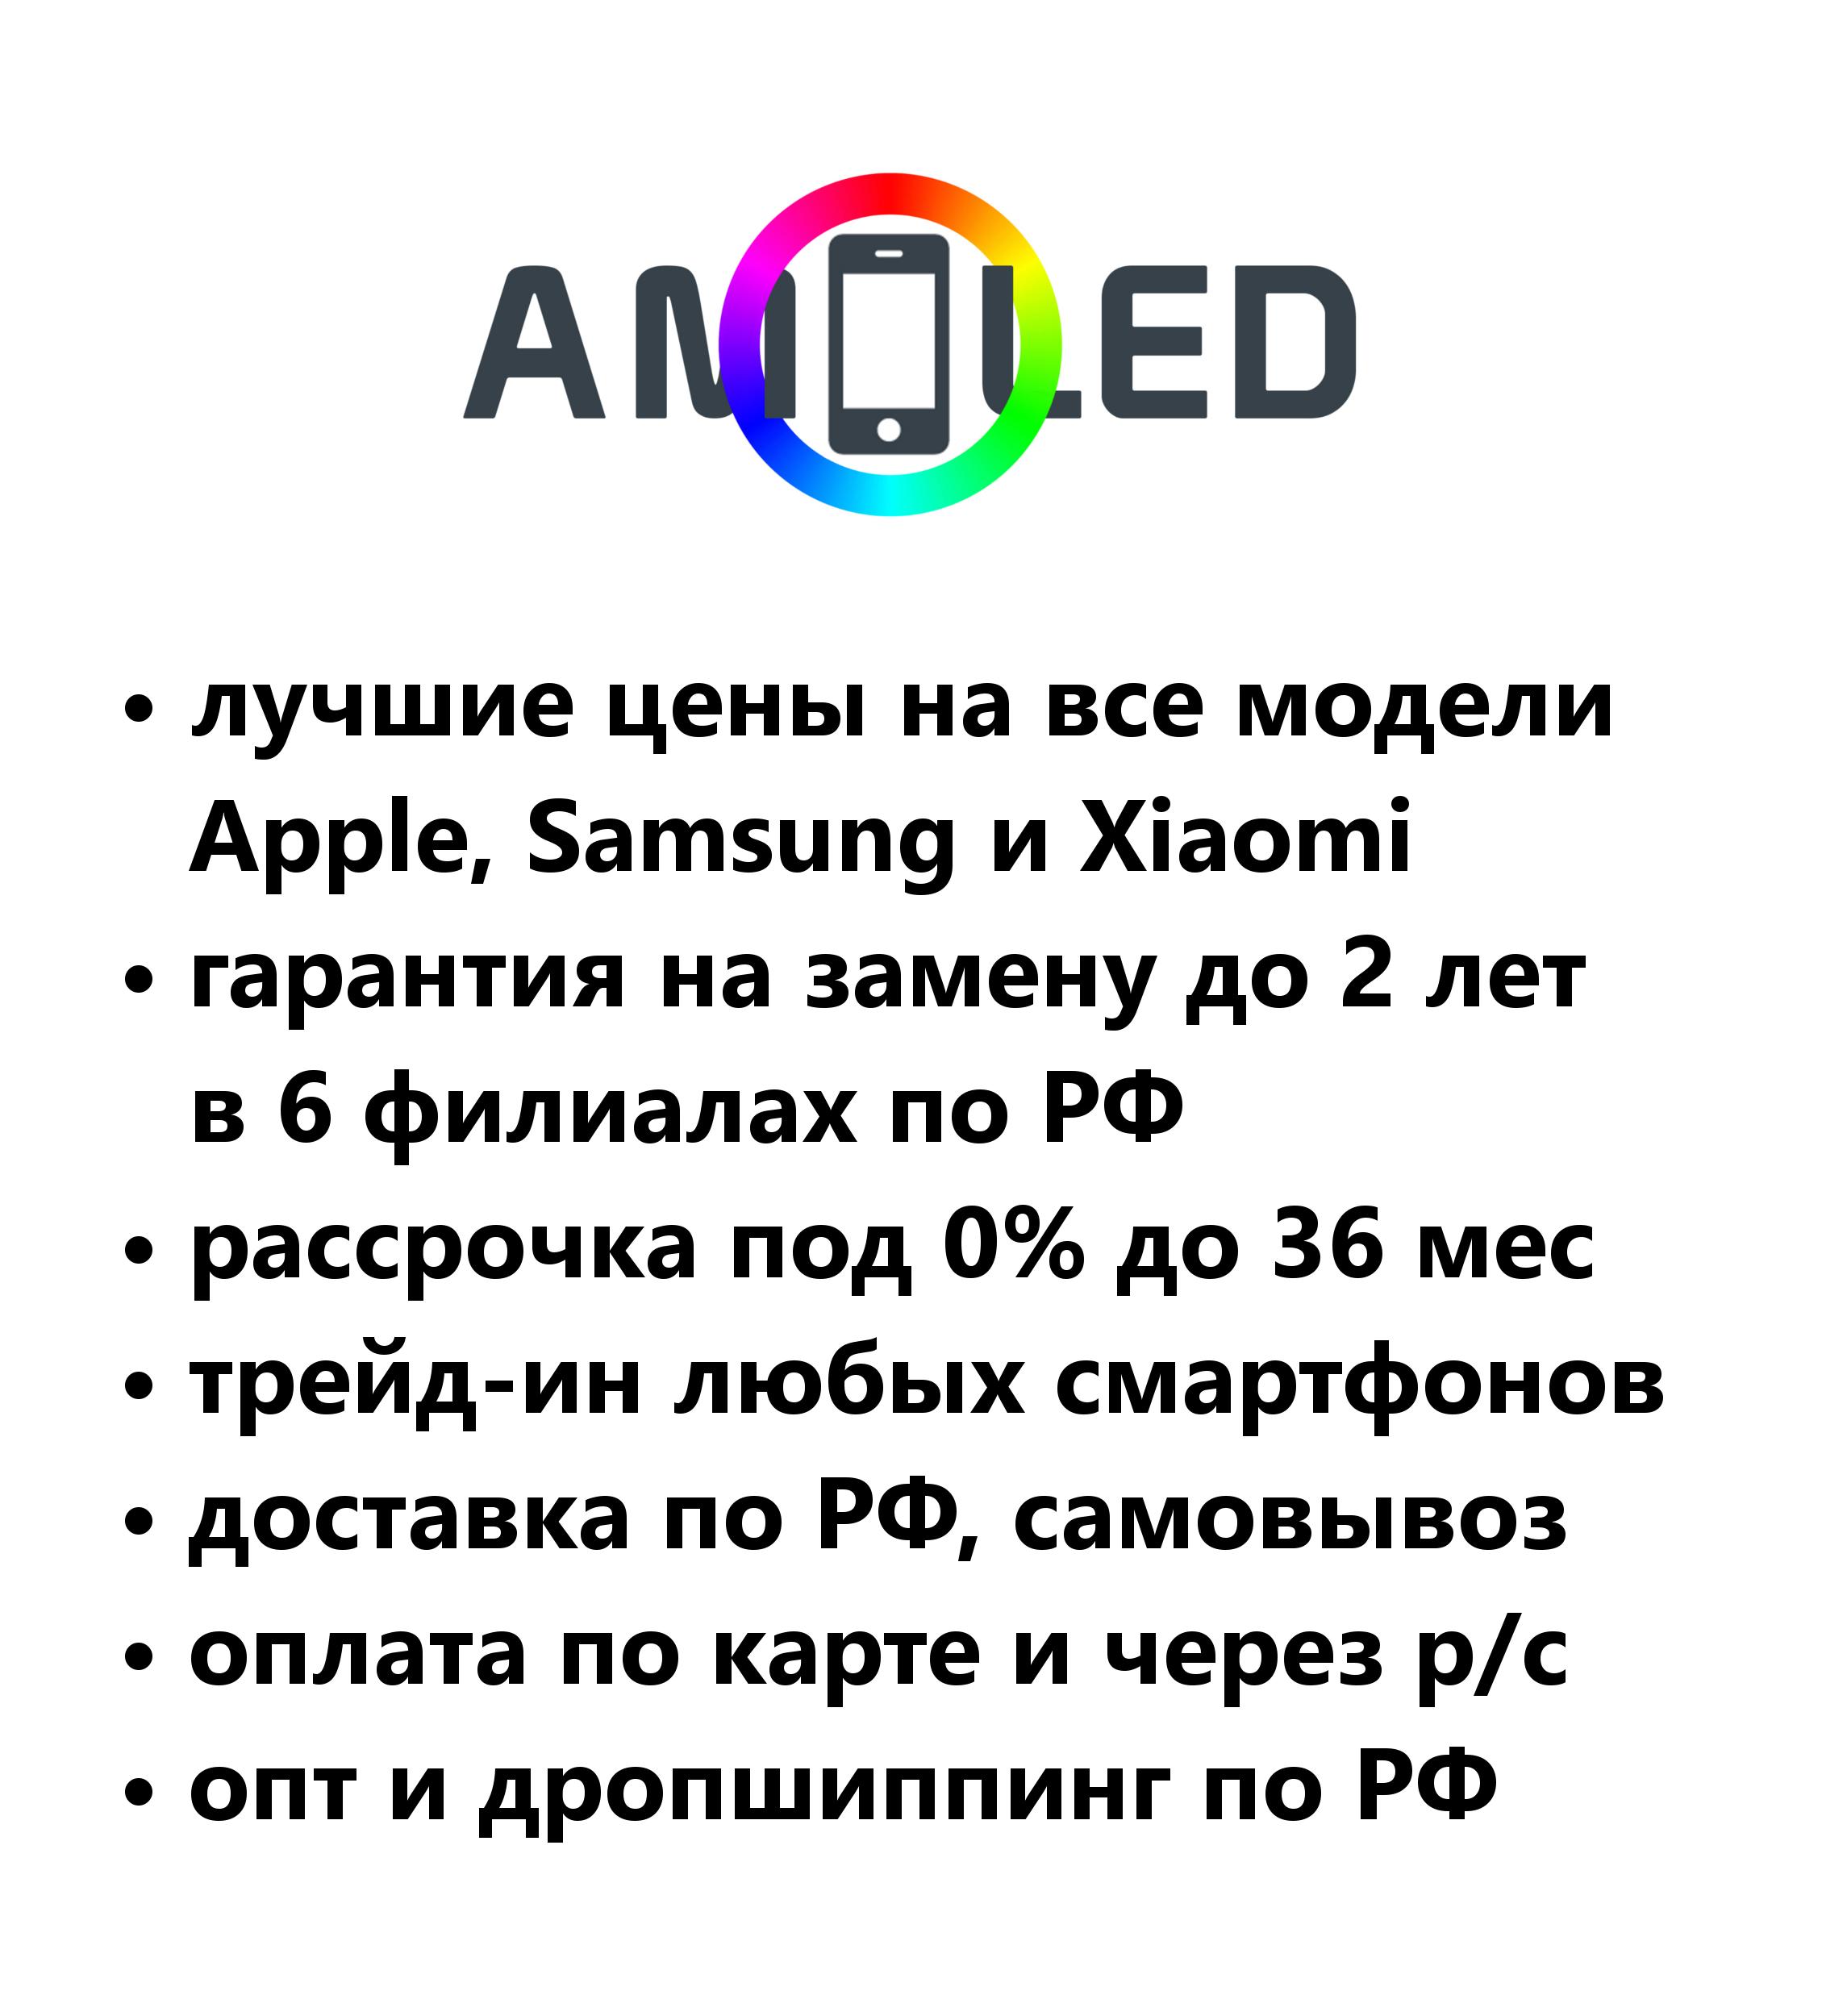 AMOLED
• лучшие цены на все модели
Apple, Samsung и Xiaomi
• гарантия на замену до 2 лет
в 6 филиалах по РФ
• рассрочка под 0% до 36 мес
• трейд-ин любых смартфонов
• доставка по РФ, самовывоз
• оплата по карте и через р/с
• опт и дропшиппинг по РФ